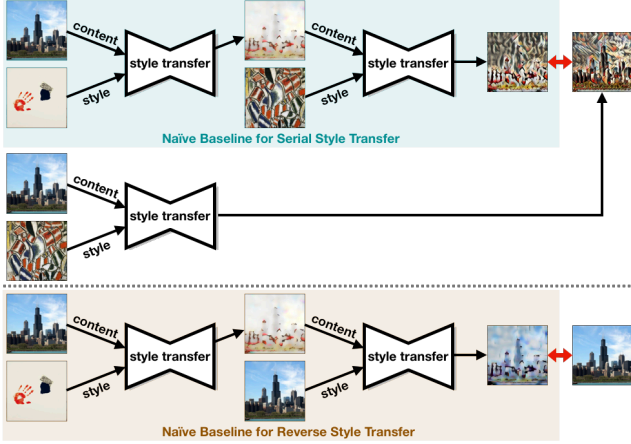 content
style transfer
style
content
style transfer
style
Naïve Baseline for Serial Style Transfer
content
style transfer
style
content
style transfer
style
content
style transfer
style
Naïve Baseline for Reverse Style Transfer